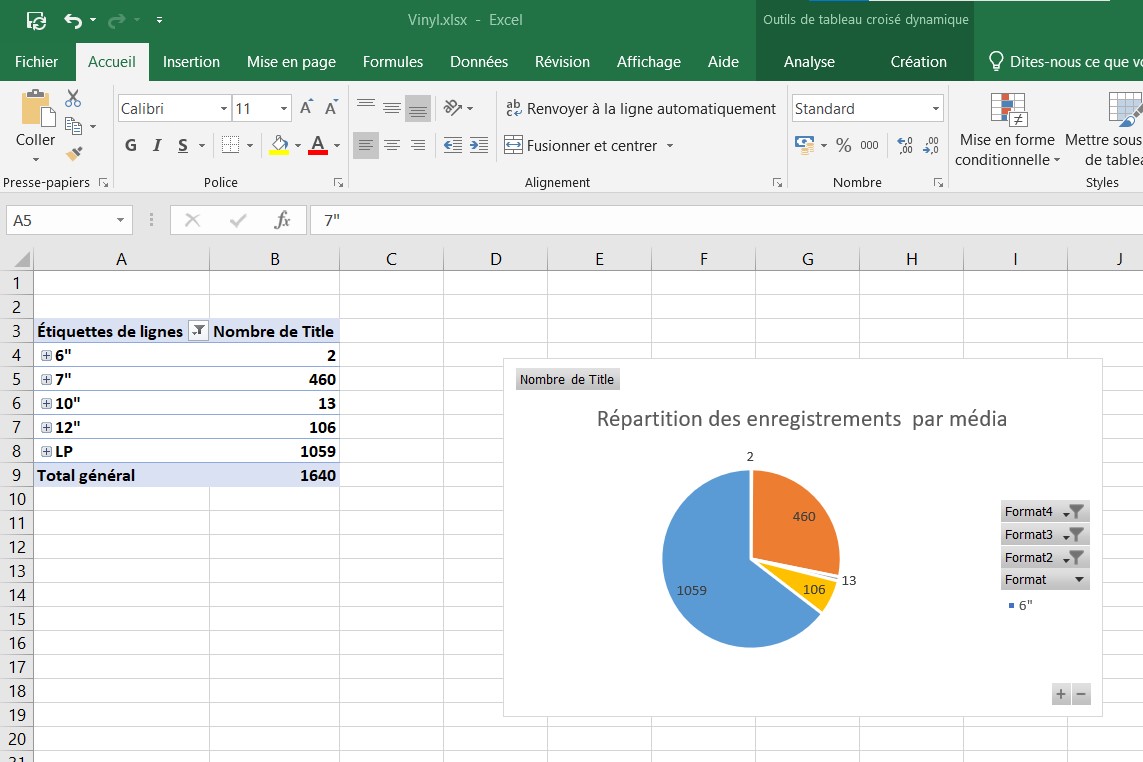 Vinyl.xlsx - Excel
Outils de tableau croisé dynamique
Fichier Accueil Insertion Mise en page Formules Données Révision Affichage Aide Analyse Création Dites-nous ce que
Coller
Calibri 11
ab Renvoyer à la ligne automatiquement
Standard
Mise en forme conditionnelle
Mettre sous
de
G I S A
Fusionner et centrer
% 000
Presse-papiers Police Alignement Nombre Styles
A5 fx 7"
A B C D E F G H I J
1
2
3 Étiquettes de lignes Nombre de Title
4 6" 2
5 7" 460
6 10" 13
7 12" 106
8 LP 1059
9 Total général 1640
10
11
12
13
14
15
16
17
18
19
20
21
Nombre de Title
Répartition des enregistrements par média
2
460
13
106
1059
Format4
Format3
Format2
Format
6"
+ −